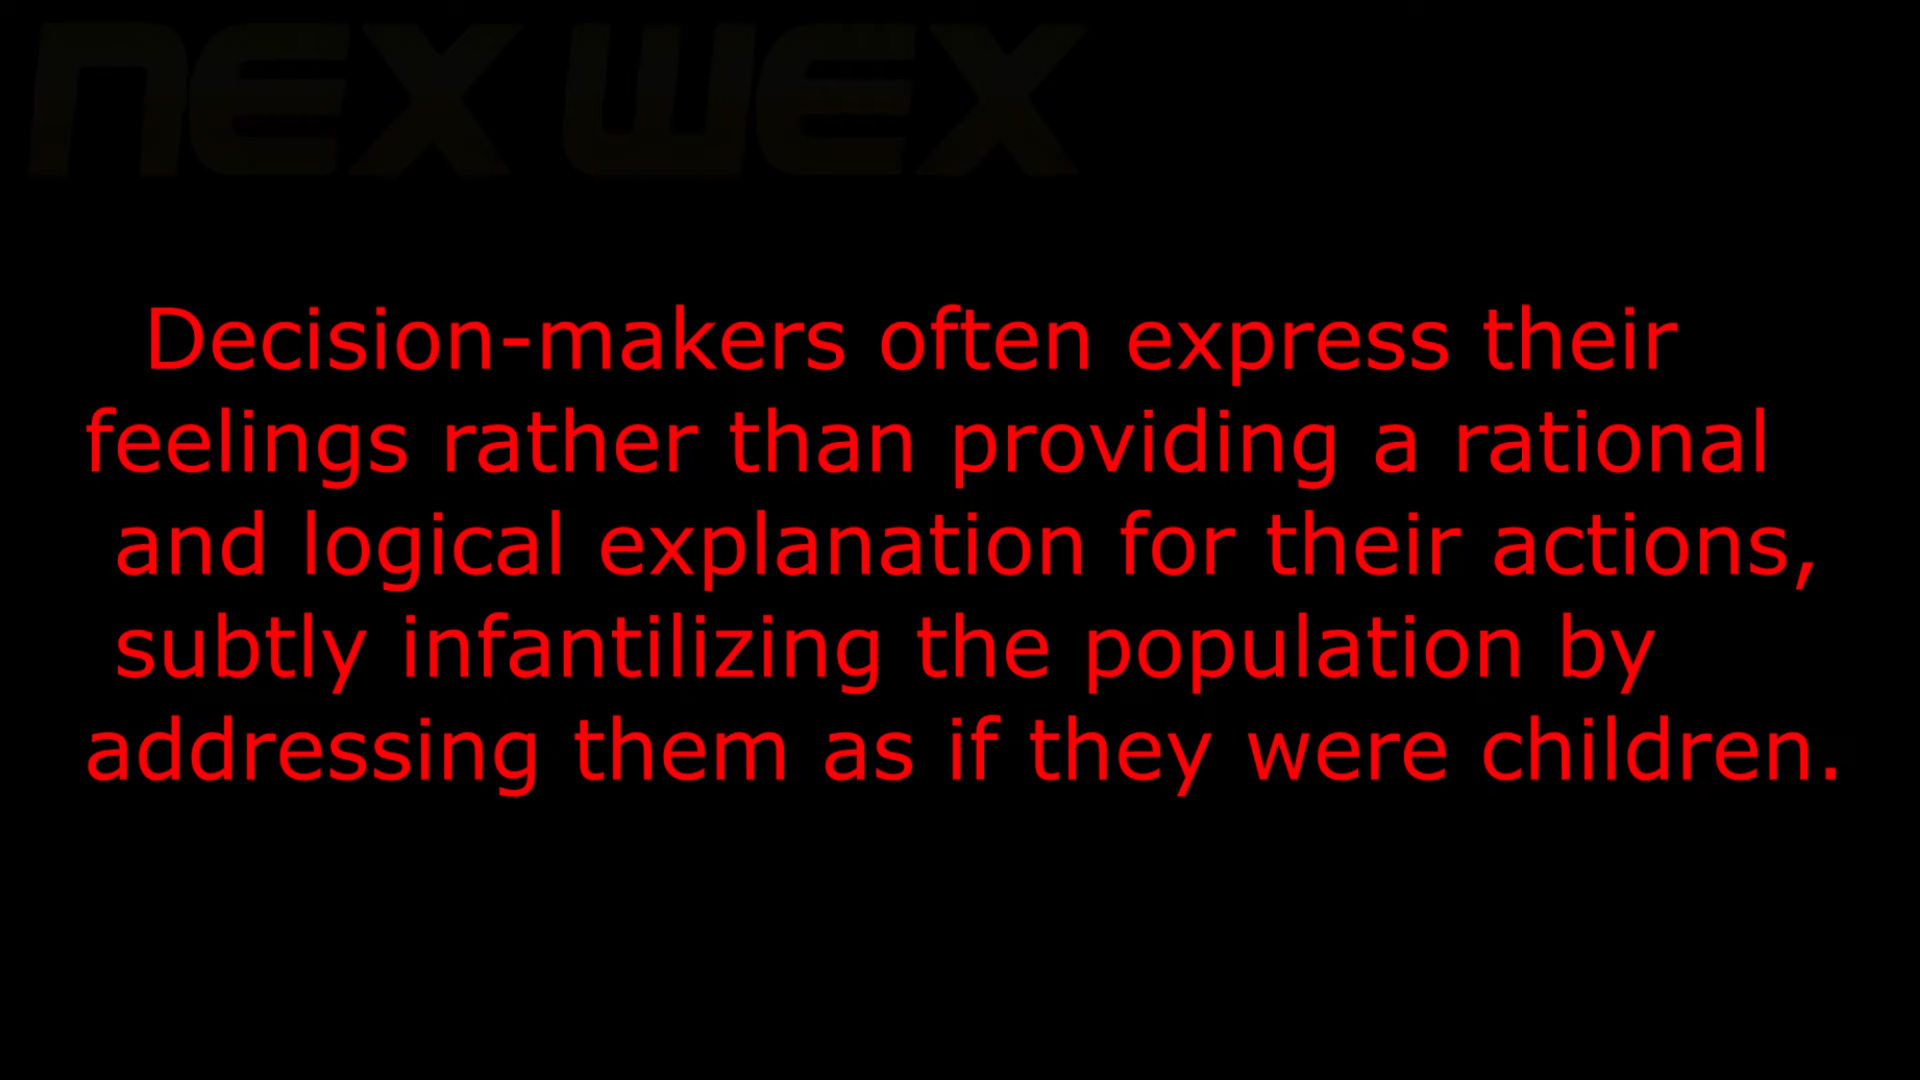 NEX WEX
Decision-makers often express their
feelings rather than providing a rational
and logical explanation for their actions,
subtly infantilizing the population by
addressing them as if they were children.